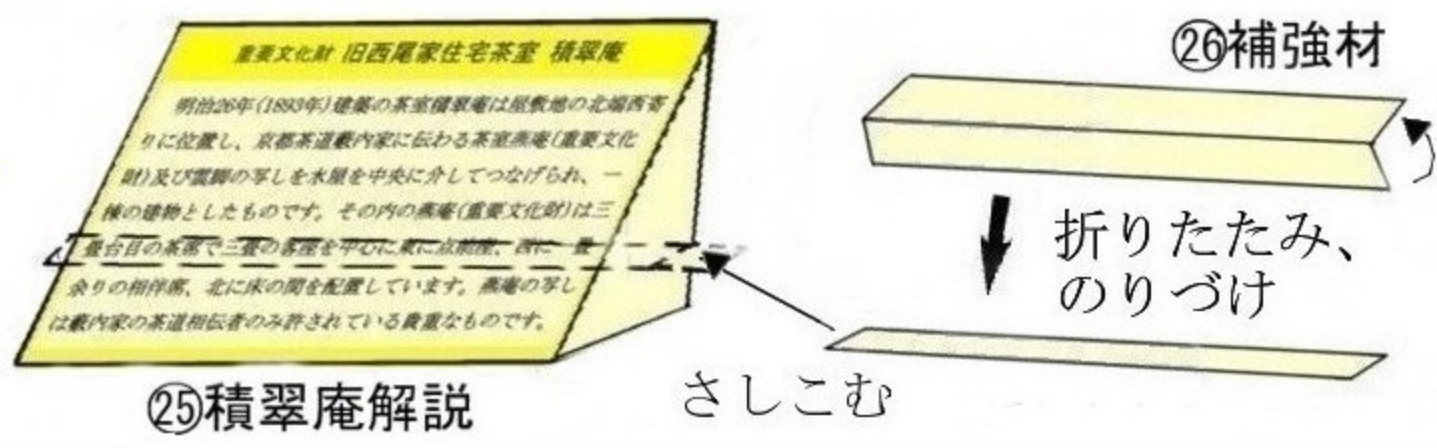 重要文化財 旧西尾家住宅茶室 積翠庵
明治26年(1893年)建築の茶室積翠庵は屋敷地の北端西寄
りに位置し、京都茶道藪内家に伝わる茶室燕庵(重要文化
財)及び雲脚の写しを水屋を中央に介してつなげられ、一
棟の建物としたものです。その内の燕庵(重要文化財)は三
畳台目の茶席で三畳の客座を中心に東に点前座、西に一畳
余りの相伴席、北に床の間を配置しています。燕庵の写し
は藪内家の茶道相伝者のみ許されている貴重なものです。
㉕積翠庵解説
㉖補強材
折りたたみ、
のりづけ
さしこむ